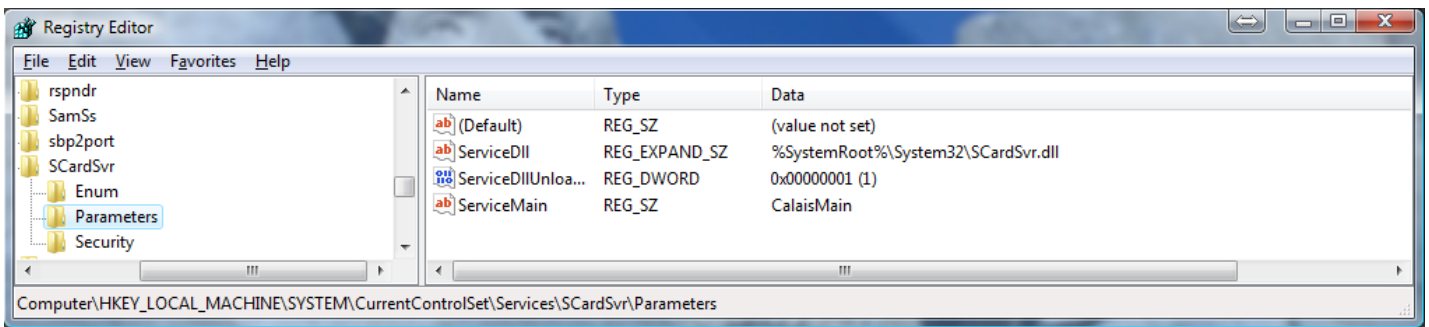 Registry Editor
File Edit View Favorites Help
rspndr
SamSs
sbp2port
SCardSvr
Enum
Parameters
Security
Name Type Data
(Default) REG_SZ (value not set)
ServiceDll REG_EXPAND_SZ %SystemRoot%\System32\SCardSvr.dll
ServiceDllUnloa... REG_DWORD 0x00000001 (1)
ServiceMain REG_SZ CalaisMain
Computer\HKEY_LOCAL_MACHINE\SYSTEM\CurrentControlSet\Services\SCardSvr\Parameters